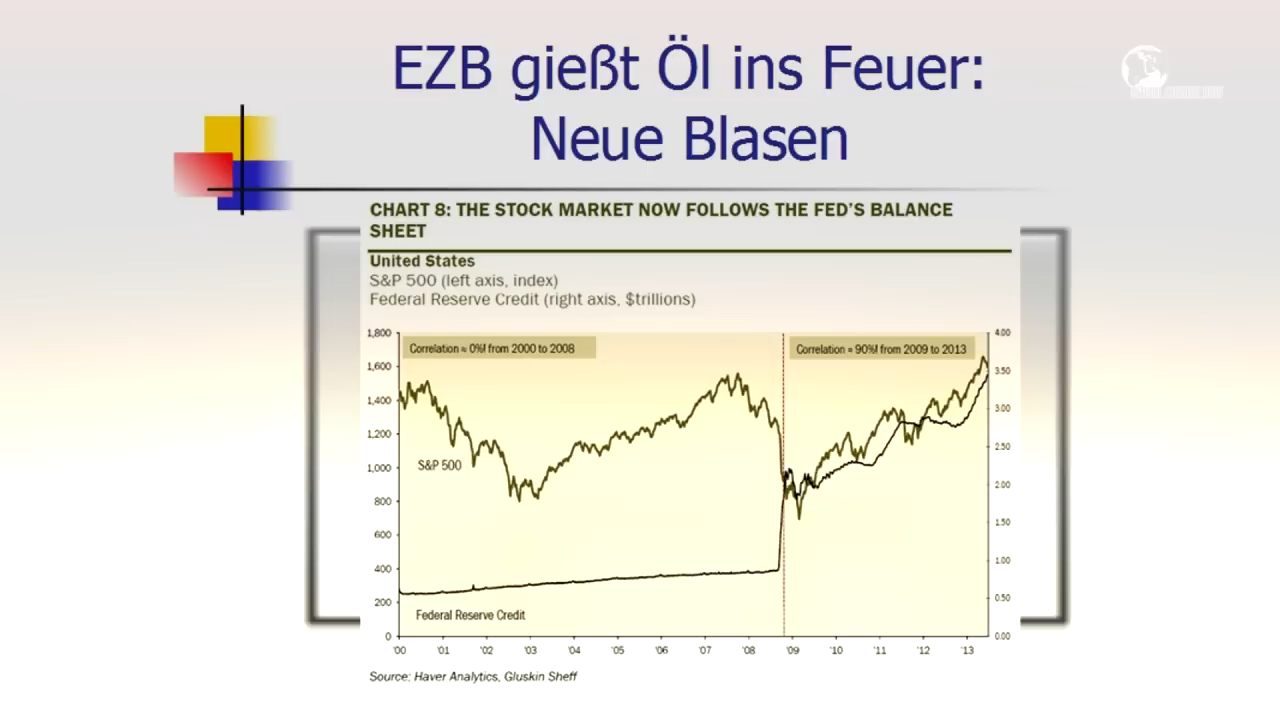 EZB gießt Öl ins Feuer:
Neue Blasen
CHART 8: THE STOCK MARKET NOW FOLLOWS THE FED'S BALANCE
SHEET
United States
S&P 500 (left axis, index)
Federal Reserve Credit (right axis, $trillions)
1,800
1,600
1,400
1,200
1,000
800
600
400
200
0
Correlation ≈ 0%! from 2000 to 2008
Correlation ≈ 90%! from 2009 to 2013
S&P 500
Federal Reserve Credit
4.00
3.50
3.00
2.50
2.00
1.50
1.00
0.50
0.00
'00 '01 '02 '03 '04 '05 '06 '07 '08 '09 '10 '11 '12 '13
Source: Haver Analytics, Gluskin Sheff